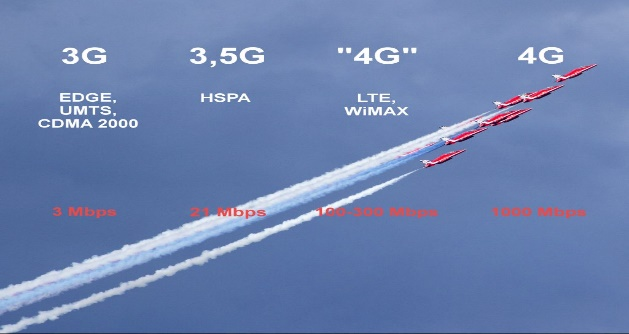 3G 3,5G "4G" 4G
EDGE,
UMTS,
CDMA 2000
HSPA
LTE,
WiMAX
3 Mbps 21 Mbps 100-300 Mbps 1000 Mbps